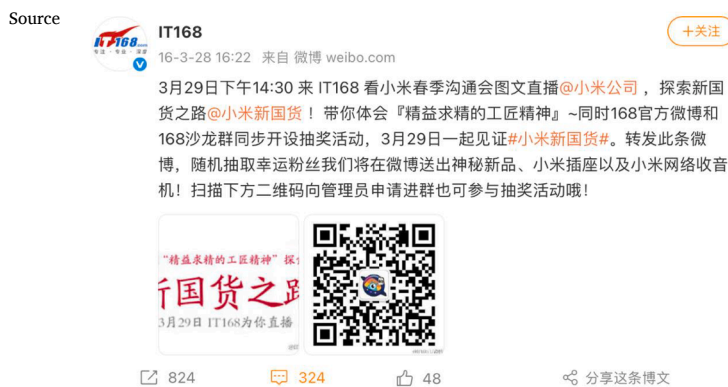 Source
IT168
IT168.com
专注 · 专业 · 深度
+关注
16-3-28 16:22 来自 微博 weibo.com
3月29日下午14:30 来 IT168 看小米春季沟通会图文直播@小米公司 ，探索新国
货之路@小米新国货 ！带你体会『精益求精的工匠精神』~同时168官方微博和
168沙龙群同步开设抽奖活动，3月29日一起见证#小米新国货#。转发此条微
博，随机抽取幸运粉丝我们将在微博送出神秘新品、小米插座以及小米网络收音
机！扫描下方二维码向管理员申请进群也可参与抽奖活动哦！
“精益求精的工匠精神”探
新国货之路
3月29日 IT168为你直播
824
324
48
分享这条博文